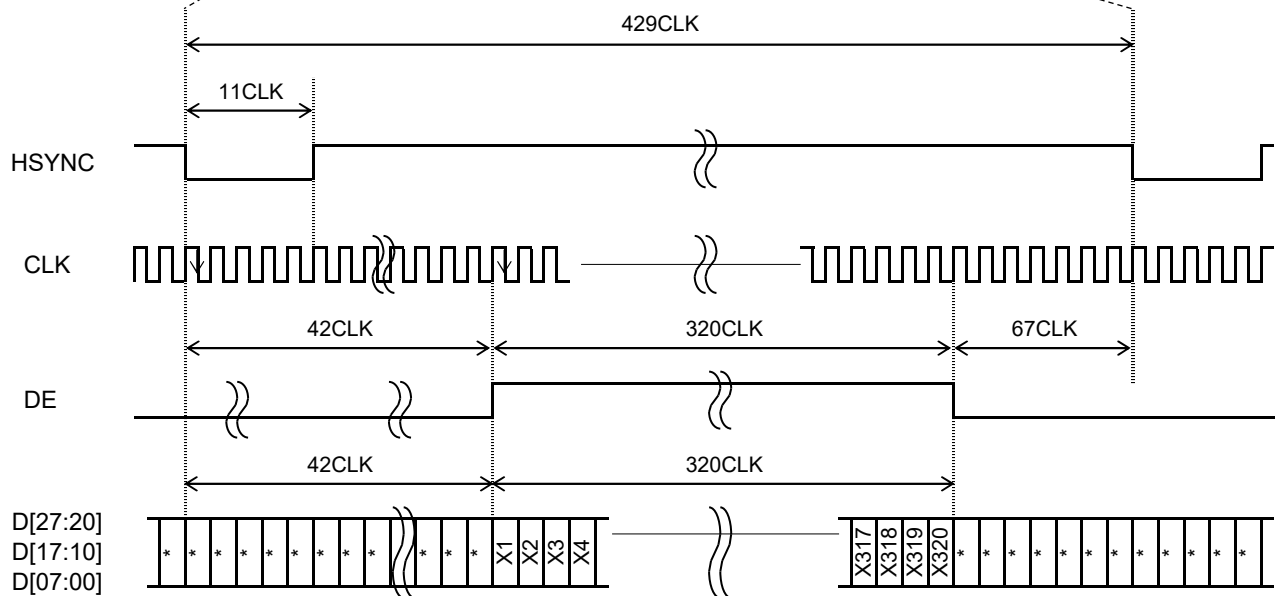 429CLK
11CLK
HSYNC
CLK
42CLK 320CLK 67CLK
DE
42CLK 320CLK
D[27:20]
D[17:10]
D[07:00]
* * * * * * * * * * * * X1 X2 X3 X4 X317 X318 X319 X320 * * * * * * * * * * * *